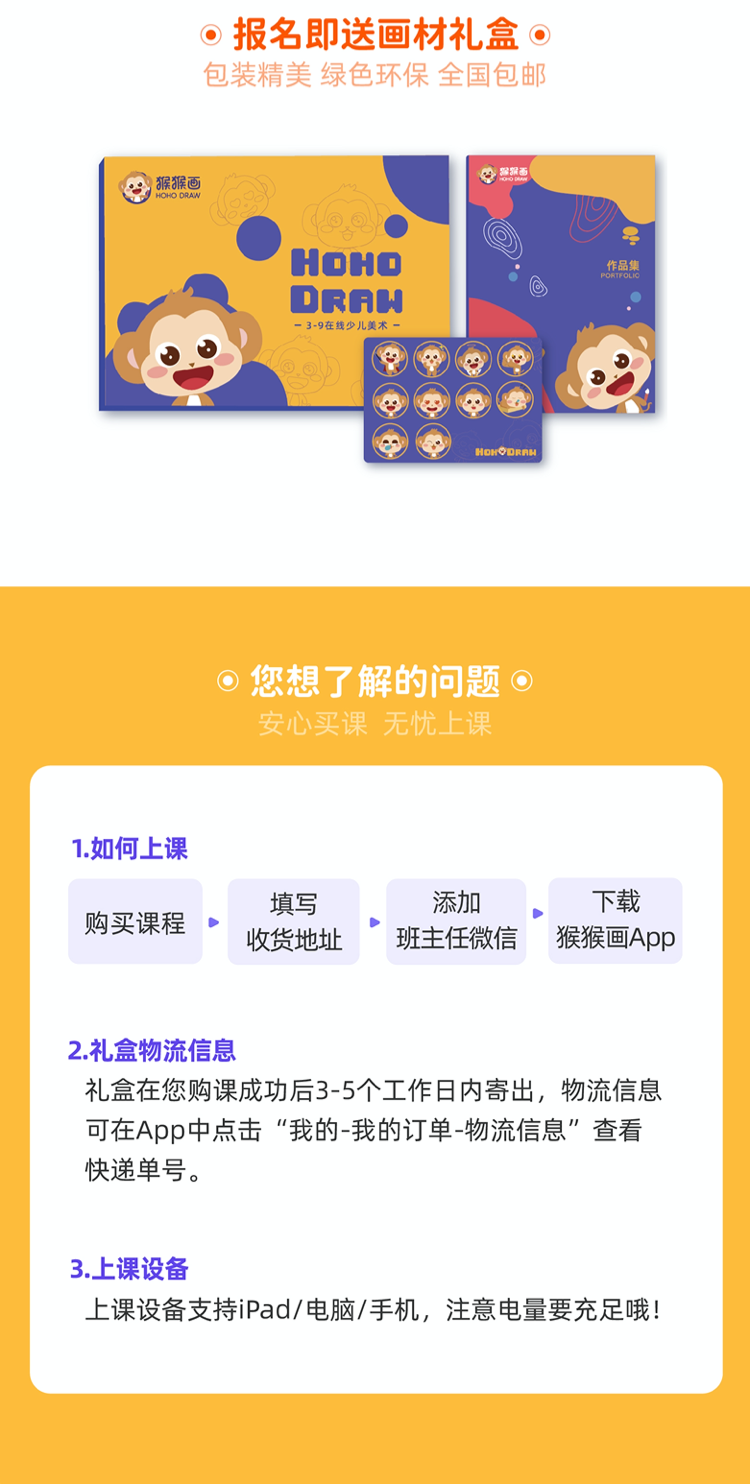 报名即送画材礼盒
包装精美 绿色环保 全国包邮
猴猴画
HOHO DRAW
HOHO
DRAW
- 3-9在线少儿美术 -
猴猴画
HOHO DRAW
作品集
PORTFOLIO
HOHODRAW
您想了解的问题
安心买课 无忧上课
1.如何上课
购买课程
填写
收货地址
添加
班主任微信
下载
猴猴画App
2.礼盒物流信息
礼盒在您购课成功后3-5个工作日内寄出，物流信息
可在App中点击“我的-我的订单-物流信息”查看
快递单号。
3.上课设备
上课设备支持iPad/电脑/手机，注意电量要充足哦！